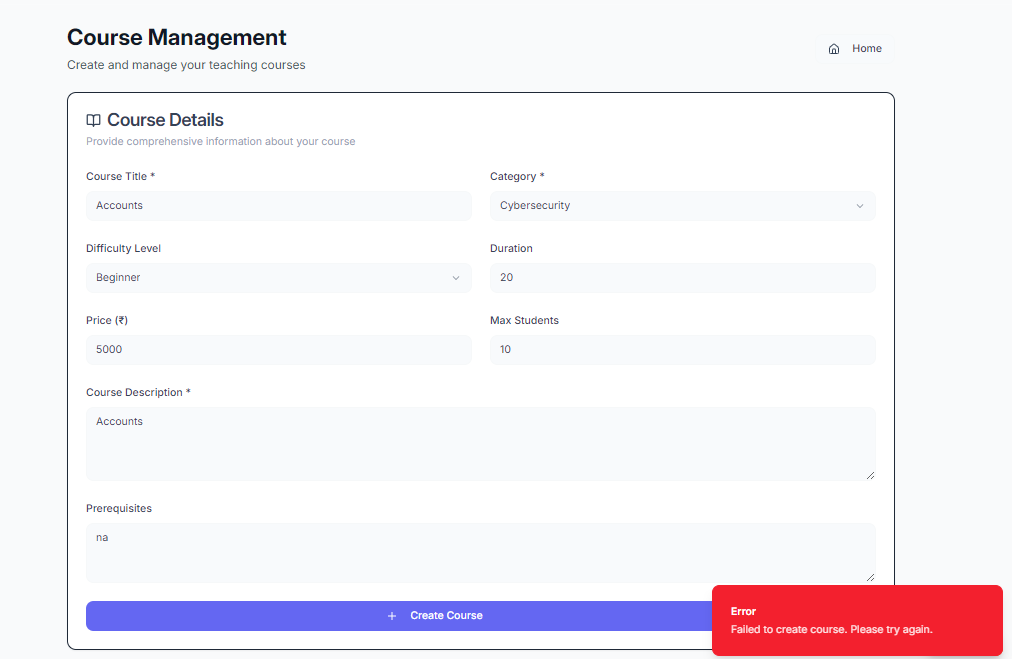 Course Management
Create and manage your teaching courses
Home
Course Details
Provide comprehensive information about your course
Course Title *
Category *
Accounts
Cybersecurity
Difficulty Level
Duration
Beginner
20
Price (₹)
Max Students
5000
10
Course Description *
Accounts
Prerequisites
na
+ Create Course
Error
Failed to create course. Please try again.